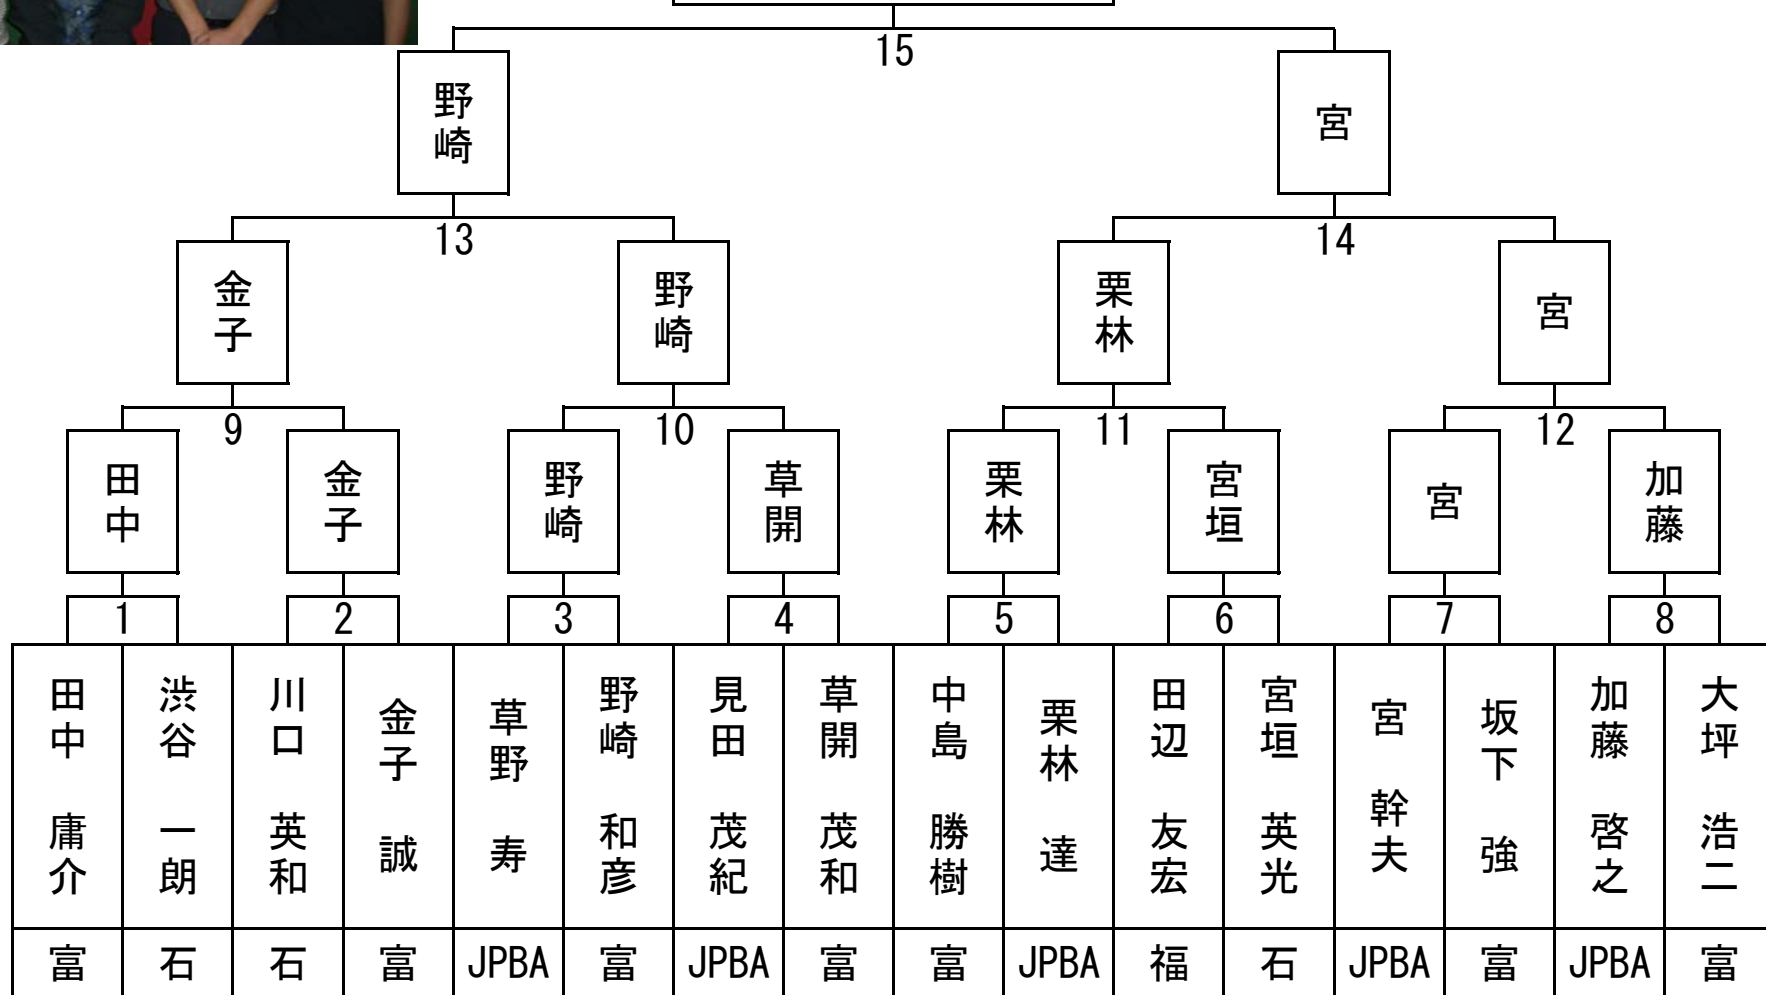 15
野崎
宮
13
14
金子
野崎
栗林
宮
9
10
11
12
田中
金子
野崎
草開
栗林
宮垣
宮
加藤
1
2
3
4
5
6
7
8
田中 庸介
渋谷 一朗
川口 英和
金子 誠
草野 寿
野崎 和彦
見田 茂紀
草開 茂和
中島 勝樹
栗林 達
田辺 友宏
宮垣 英光
宮 幹夫
坂下 強
加藤 啓之
大坪 浩二
富
石
石
富
JPBA
富
JPBA
富
富
JPBA
福
石
JPBA
富
JPBA
富